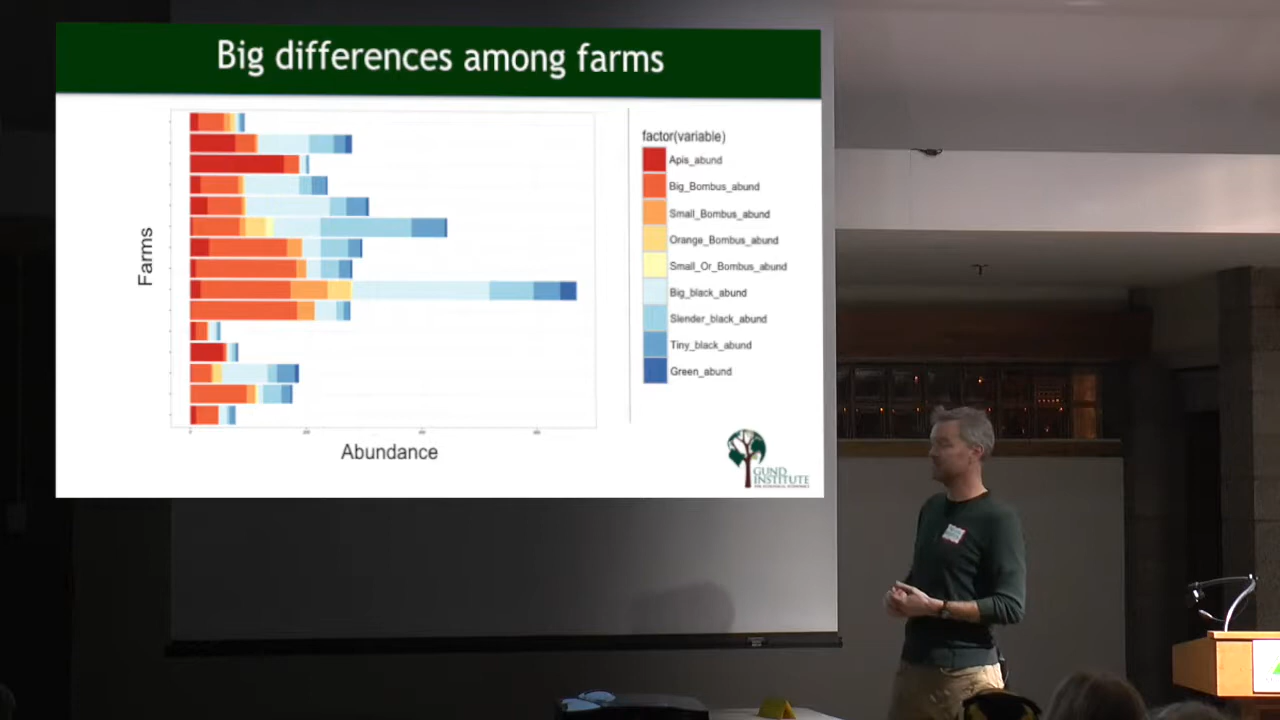 Big differences among farms
factor(variable)
Apis_abund
Big_Bombus_abund
Small_Bombus_abund
Orange_Bombus_abund
Small_Or_Bombus_abund
Big_black_abund
Slender_black_abund
Tiny_black_abund
Green_abund
Farms
Abundance
GUND
INSTITUTE